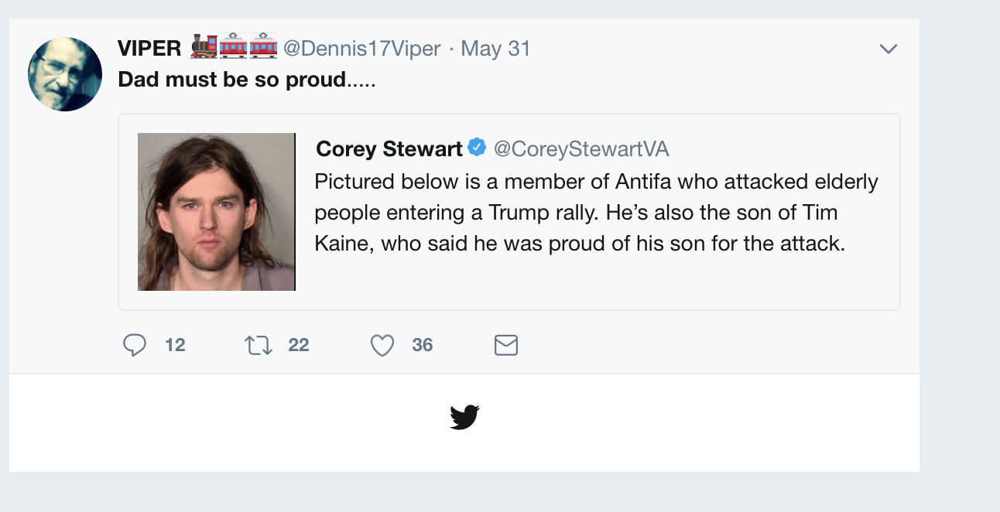 VIPER 🚂🚋🚋 @Dennis17Viper · May 31
Dad must be so proud.....
Corey Stewart @CoreyStewartVA
Pictured below is a member of Antifa who attacked elderly
people entering a Trump rally. He’s also the son of Tim
Kaine, who said he was proud of his son for the attack.
12 22 36